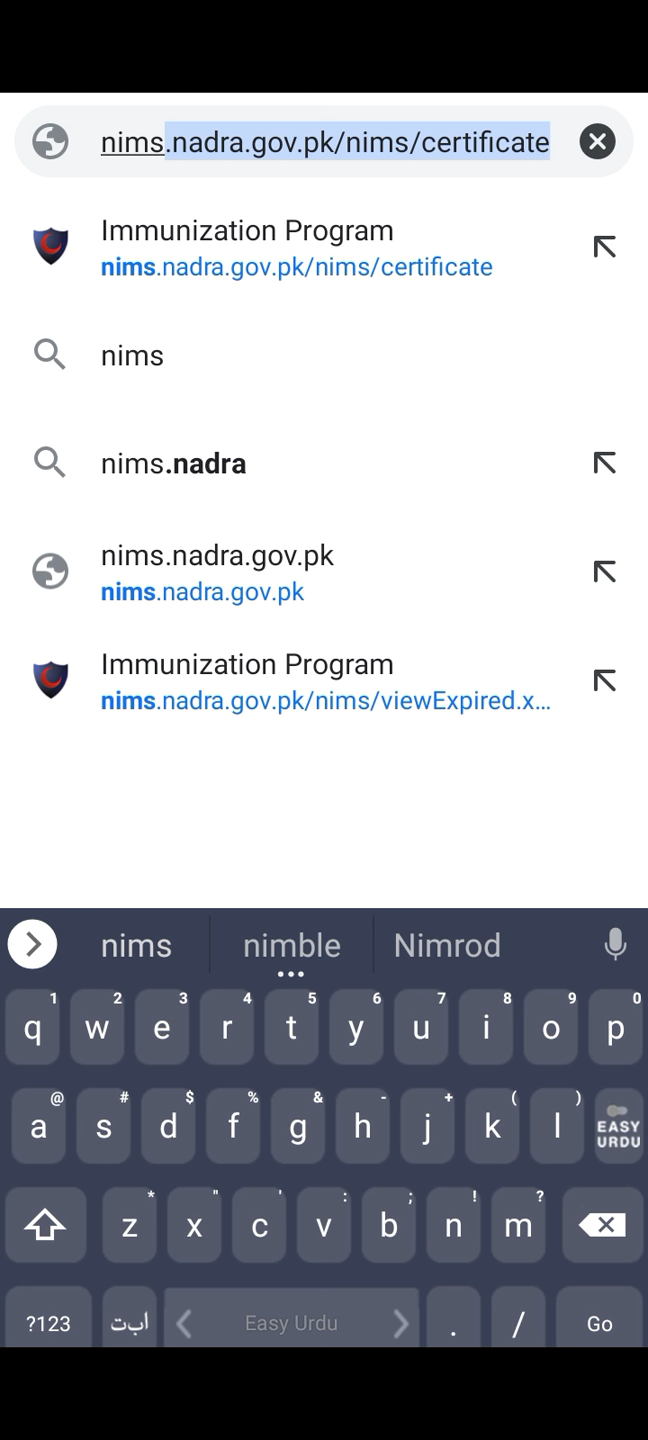 nims.nadra.gov.pk/nims/certificate
Immunization Program
nims.nadra.gov.pk/nims/certificate
nims
nims.nadra
nims.nadra.gov.pk
nims.nadra.gov.pk
Immunization Program
nims.nadra.gov.pk/nims/viewExpired.x...
nims nimble Nimrod
...
1 2 3 4 5 6 7 8 9 0
q w e r t y u i o p
@ # $ % & - + ( )
a s d f g h j k l EASY URDU
* " ' : ; ! ?
z x c v b n m
?123 ابت Easy Urdu . / Go